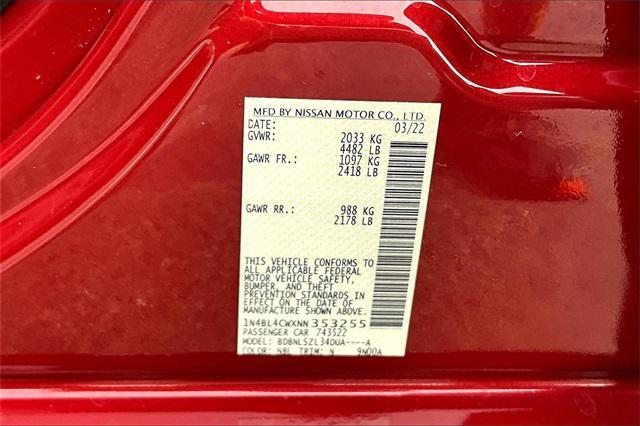 MFD BY NISSAN MOTOR CO., LTD.
DATE: 03/22
GVWR: 2033 KG
4482 LB
GAWR FR.: 1097 KG
2418 LB
GAWR RR.: 988 KG
2178 LB
THIS VEHICLE CONFORMS TO
ALL APPLICABLE FEDERAL
MOTOR VEHICLE SAFETY,
BUMPER, AND THEFT
PREVENTION STANDARDS IN
EFFECT ON THE DATE OF
MANUFACTURE SHOWN ABOVE.
1N4BL4CWXNN353255
PASSENGER CAR 743522
MODEL: BDBNLSZL34DUA----A
COLOR: NBL TRIM: N 9N00A